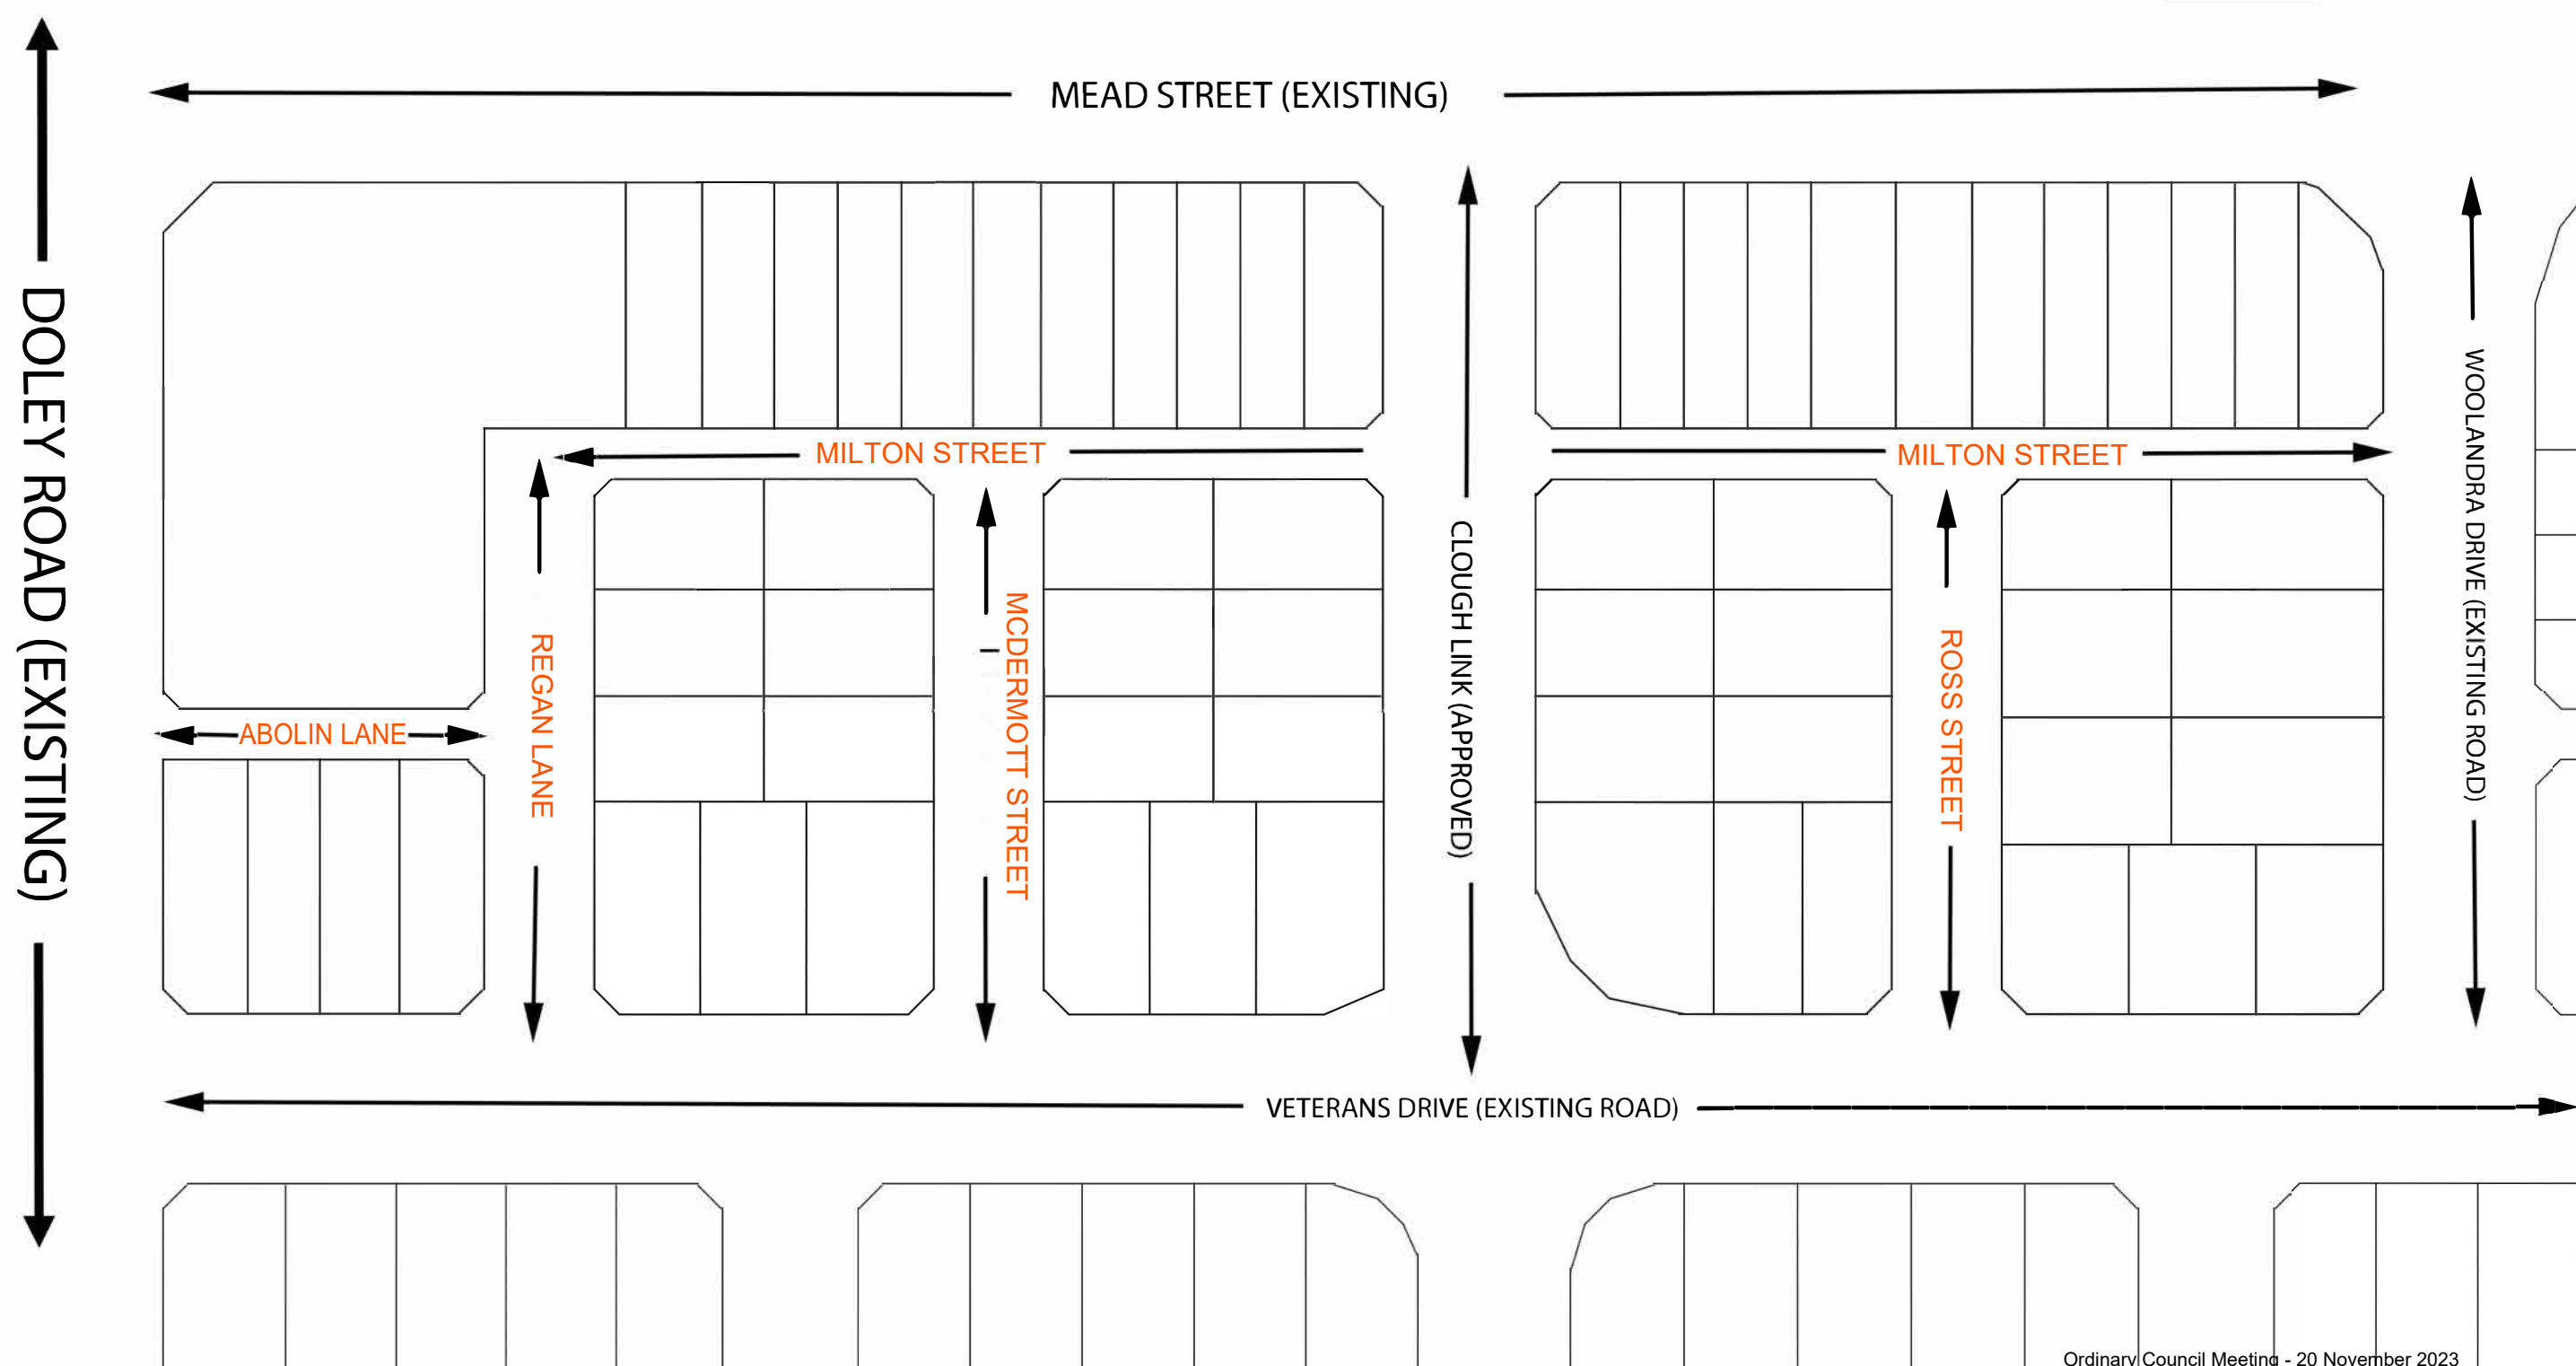 MEAD STREET (EXISTING)
DOLEY ROAD (EXISTING)
MILTON STREET
MILTON STREET
WOOLANDRA DRIVE (EXISTING ROAD)
CLOUGH LINK (APPROVED)
REGAN LANE
MCDERMOTT STREET
ROSS STREET
ABOLIN LANE
VETERANS DRIVE (EXISTING ROAD)
Ordinary Council Meeting - 20 November 2023